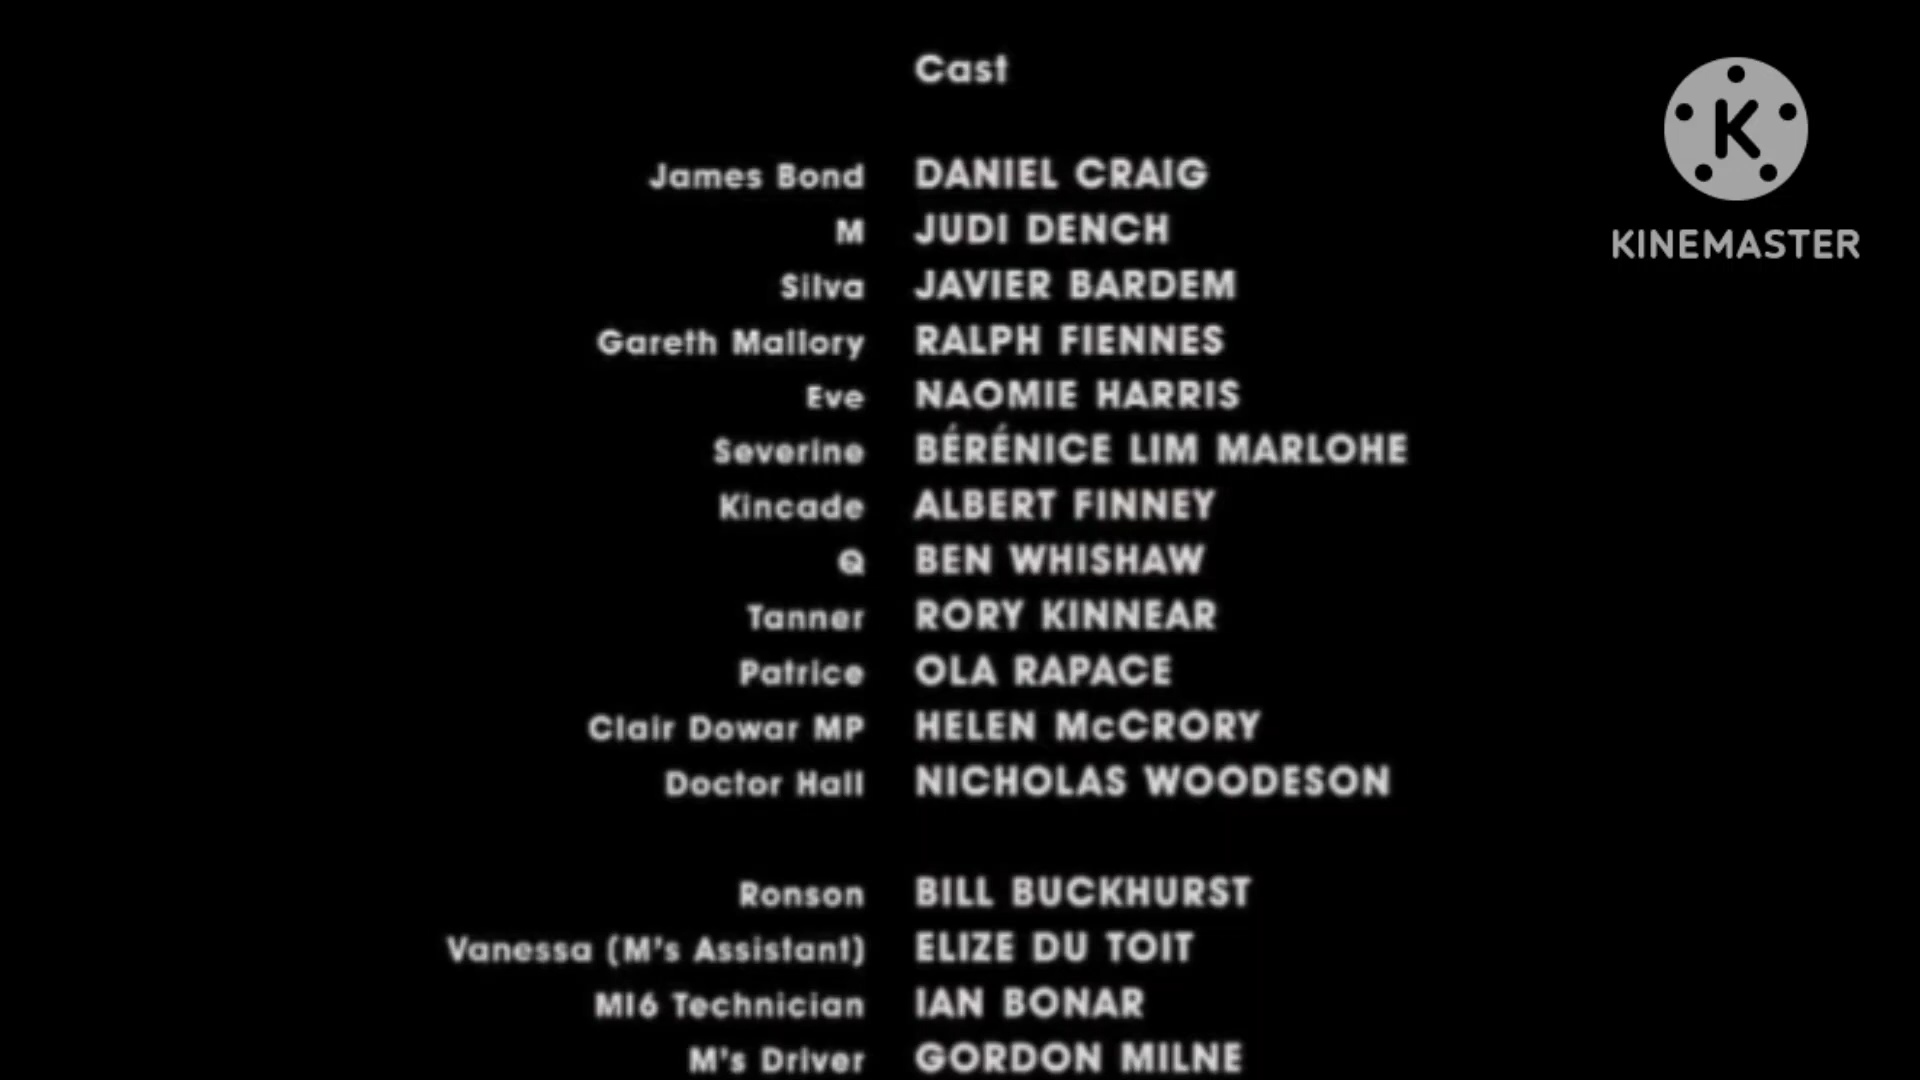 Cast
James Bond DANIEL CRAIG
M JUDI DENCH
Silva JAVIER BARDEM
Gareth Mallory RALPH FIENNES
Eve NAOMIE HARRIS
Severine BÉRÉNICE LIM MARLOHE
Kincade ALBERT FINNEY
Q BEN WHISHAW
Tanner RORY KINNEAR
Patrice OLA RAPACE
Clair Dowar MP HELEN McCRORY
Doctor Hall NICHOLAS WOODESON
Ronson BILL BUCKHURST
Vanessa (M's Assistant) ELIZE DU TOIT
MI6 Technician IAN BONAR
M's Driver GORDON MILNE
K
KINEMASTER